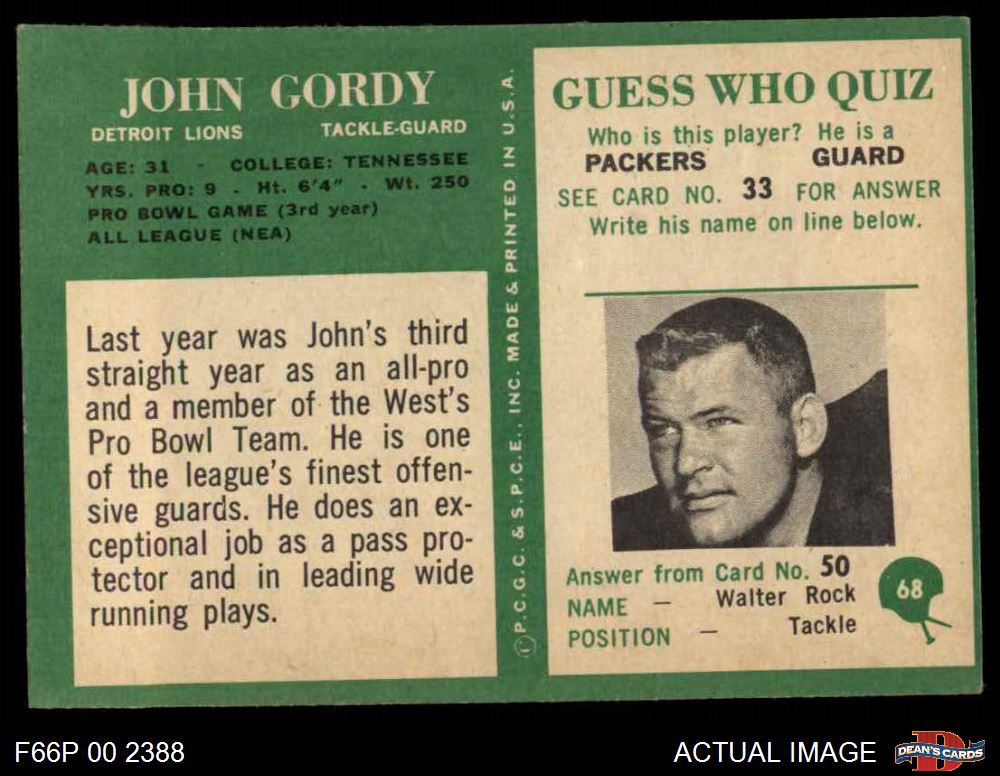 JOHN GORDY
DETROIT LIONS TACKLE-GUARD
AGE: 31 - COLLEGE: TENNESSEE
YRS. PRO: 9 - Ht. 6'4" - Wt. 250
PRO BOWL GAME (3rd year)
ALL LEAGUE (NEA)
Last year was John's third
straight year as an all-pro
and a member of the West's
Pro Bowl Team. He is one
of the league's finest offen-
sive guards. He does an ex-
ceptional job as a pass pro-
tector and in leading wide
running plays.
© P.C.G.C. & S.P.C.E., INC. MADE & PRINTED IN U.S.A.
GUESS WHO QUIZ
Who is this player? He is a
PACKERS GUARD
SEE CARD NO. 33 FOR ANSWER
Write his name on line below.
Answer from Card No. 50
NAME — Walter Rock
POSITION — Tackle
68
F66P 00 2388
ACTUAL IMAGE
D
DEAN'S CARDS